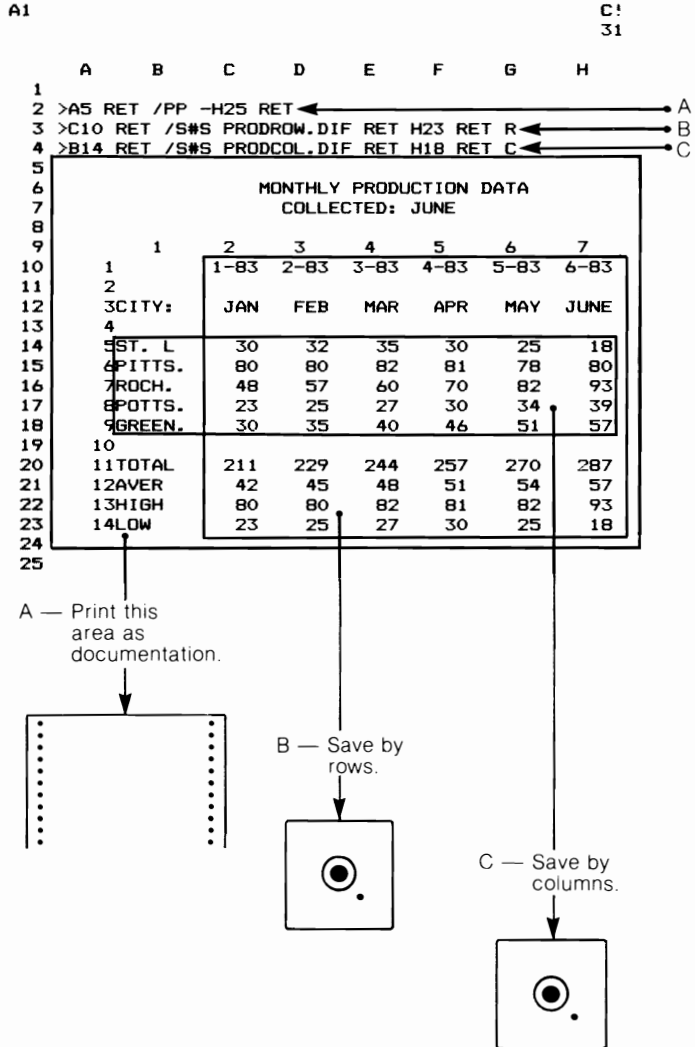 A1 C!
31
A B C D E F G H
1
2 >A5 RET /PP -H25 RET A
3 >C10 RET /S#S PRODROW.DIF RET H23 RET R B
4 >B14 RET /S#S PRODCOL.DIF RET H18 RET C C
5
6 MONTHLY PRODUCTION DATA
7 COLLECTED: JUNE
8
9 1 2 3 4 5 6 7
10 1 1-83 2-83 3-83 4-83 5-83 6-83
11 2
12 3CITY: JAN FEB MAR APR MAY JUNE
13 4
14 5ST. L 30 32 35 30 25 18
15 6PITTS. 80 80 82 81 78 80
16 7ROCH. 48 57 60 70 82 93
17 8POTTS. 23 25 27 30 34 39
18 9GREEN. 30 35 40 46 51 57
19 10
20 11TOTAL 211 229 244 257 270 287
21 12AVER 42 45 48 51 54 57
22 13HIGH 80 80 82 81 82 93
23 14LOW 23 25 27 30 25 18
24
25
A — Print this
area as
documentation.
B — Save by
rows.
C — Save by
columns.